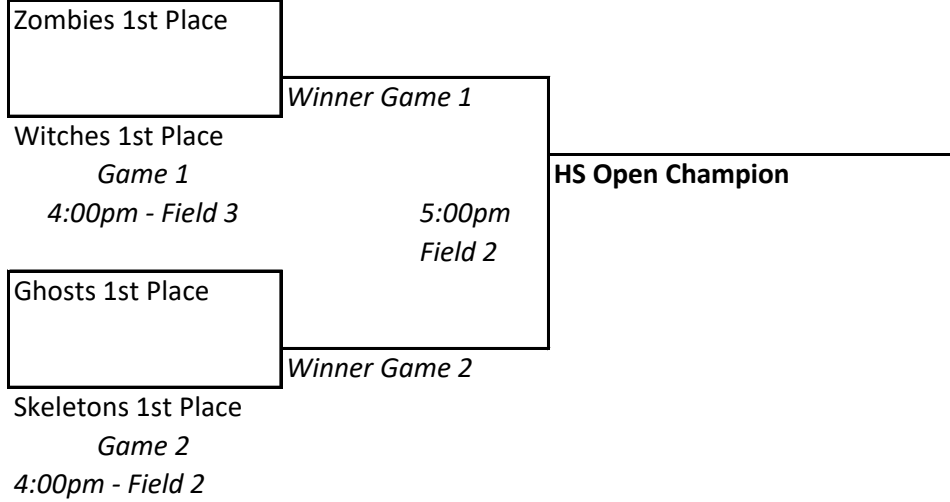 Zombies 1st Place
Winner Game 1
Witches 1st Place
Game 1
HS Open Champion
4:00pm - Field 3
5:00pm
Field 2
Ghosts 1st Place
Winner Game 2
Skeletons 1st Place
Game 2
4:00pm - Field 2